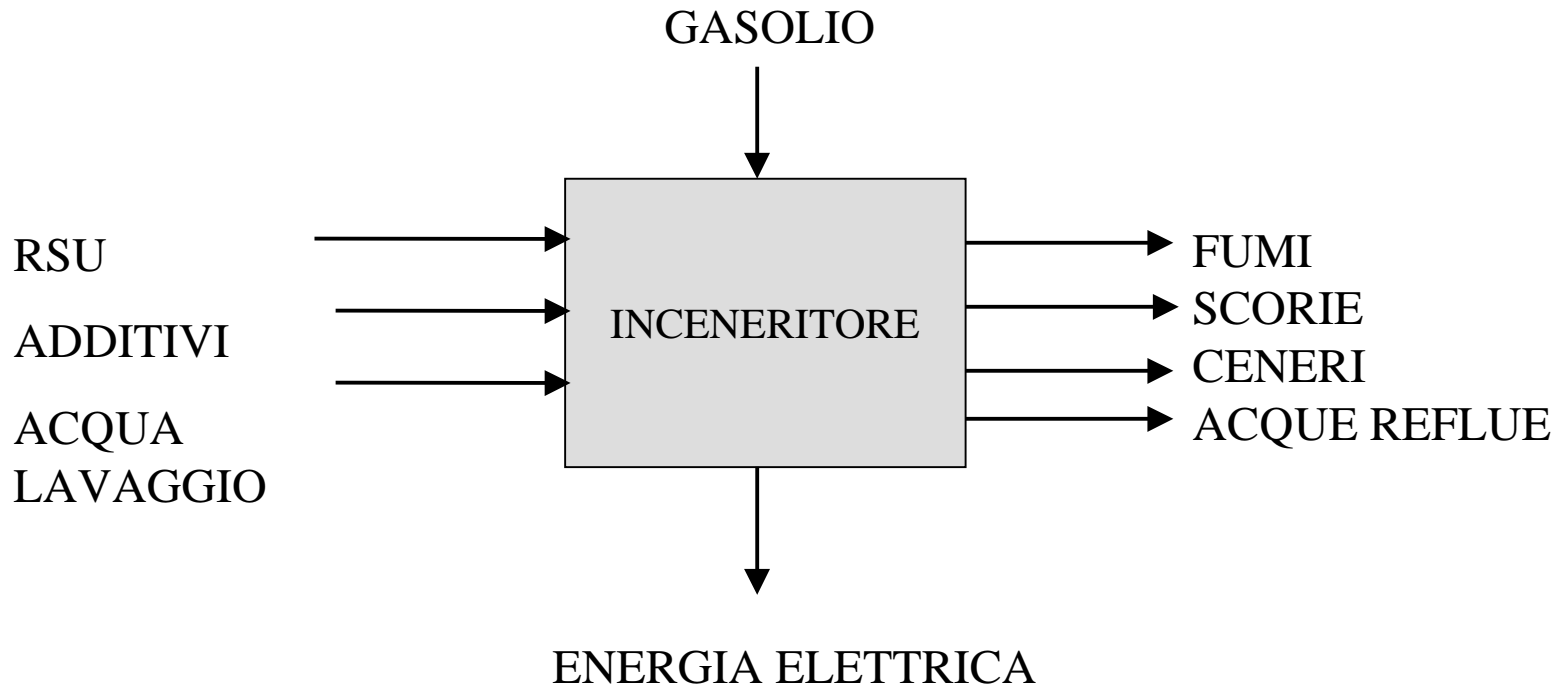 GASOLIO
RSU
ADDITIVI
ACQUA
LAVAGGIO
INCENERITORE
FUMI
SCORIE
CENERI
ACQUE REFLUE
ENERGIA ELETTRICA